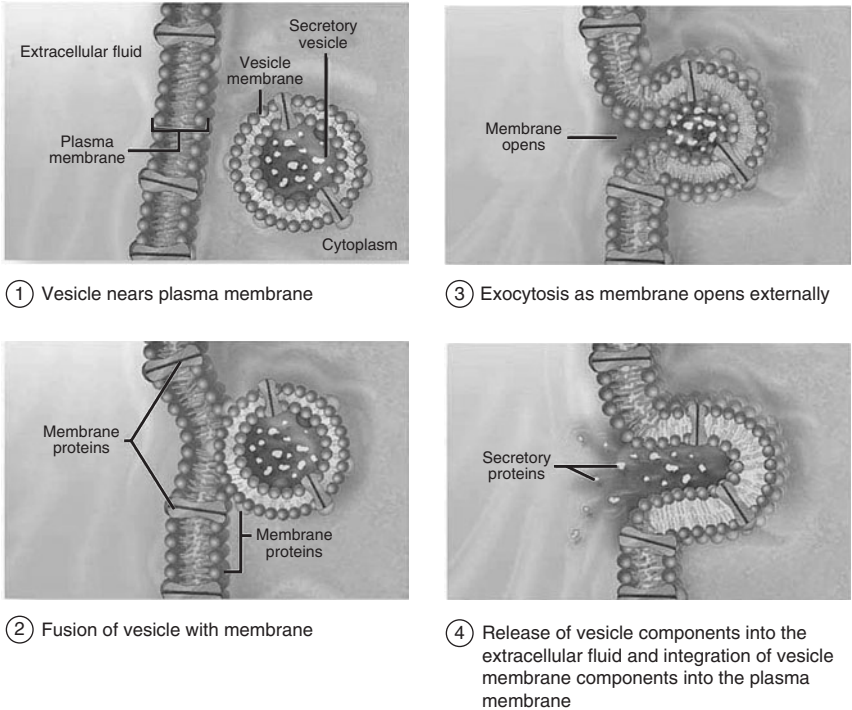 Extracellular fluid
Secretory
vesicle
Vesicle
membrane
Plasma
membrane
Cytoplasm
1 Vesicle nears plasma membrane
Membrane
proteins
Membrane
proteins
2 Fusion of vesicle with membrane
Membrane
opens
3 Exocytosis as membrane opens externally
Secretory
proteins
4 Release of vesicle components into the
extracellular fluid and integration of vesicle
membrane components into the plasma
membrane